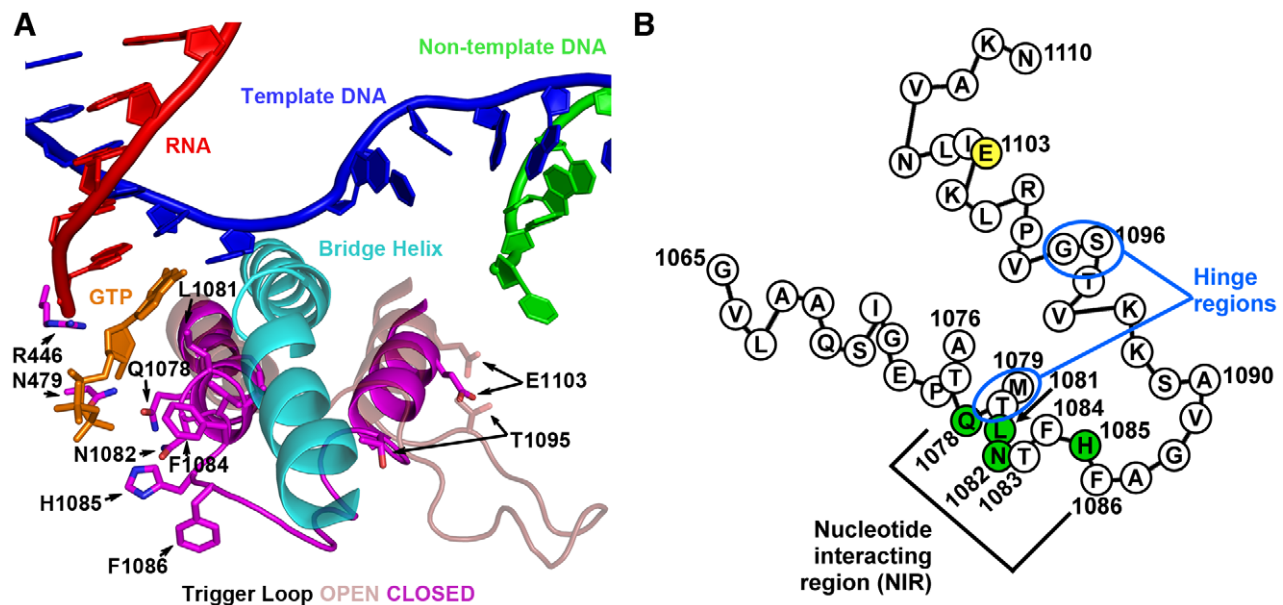 A
Non-template DNA
Template DNA
RNA
Bridge Helix
GTP
L1081
R446
N479
Q1078
E1103
T1095
N1082
F1084
H1085
F1086
Trigger Loop OPEN CLOSED
B
K N 1110
V A
N L I E 1103
K L R
P
V G S 1096
T
V K
K
S A 1090
V
G
A
F 1086
H 1085
F 1084
T 1083
N 1082
L 1081
T M 1079
Q 1078
T
A 1076
P
E
G
I
S
Q
A
A
L
V
G 1065
Hinge
regions
Nucleotide
interacting
region (NIR)